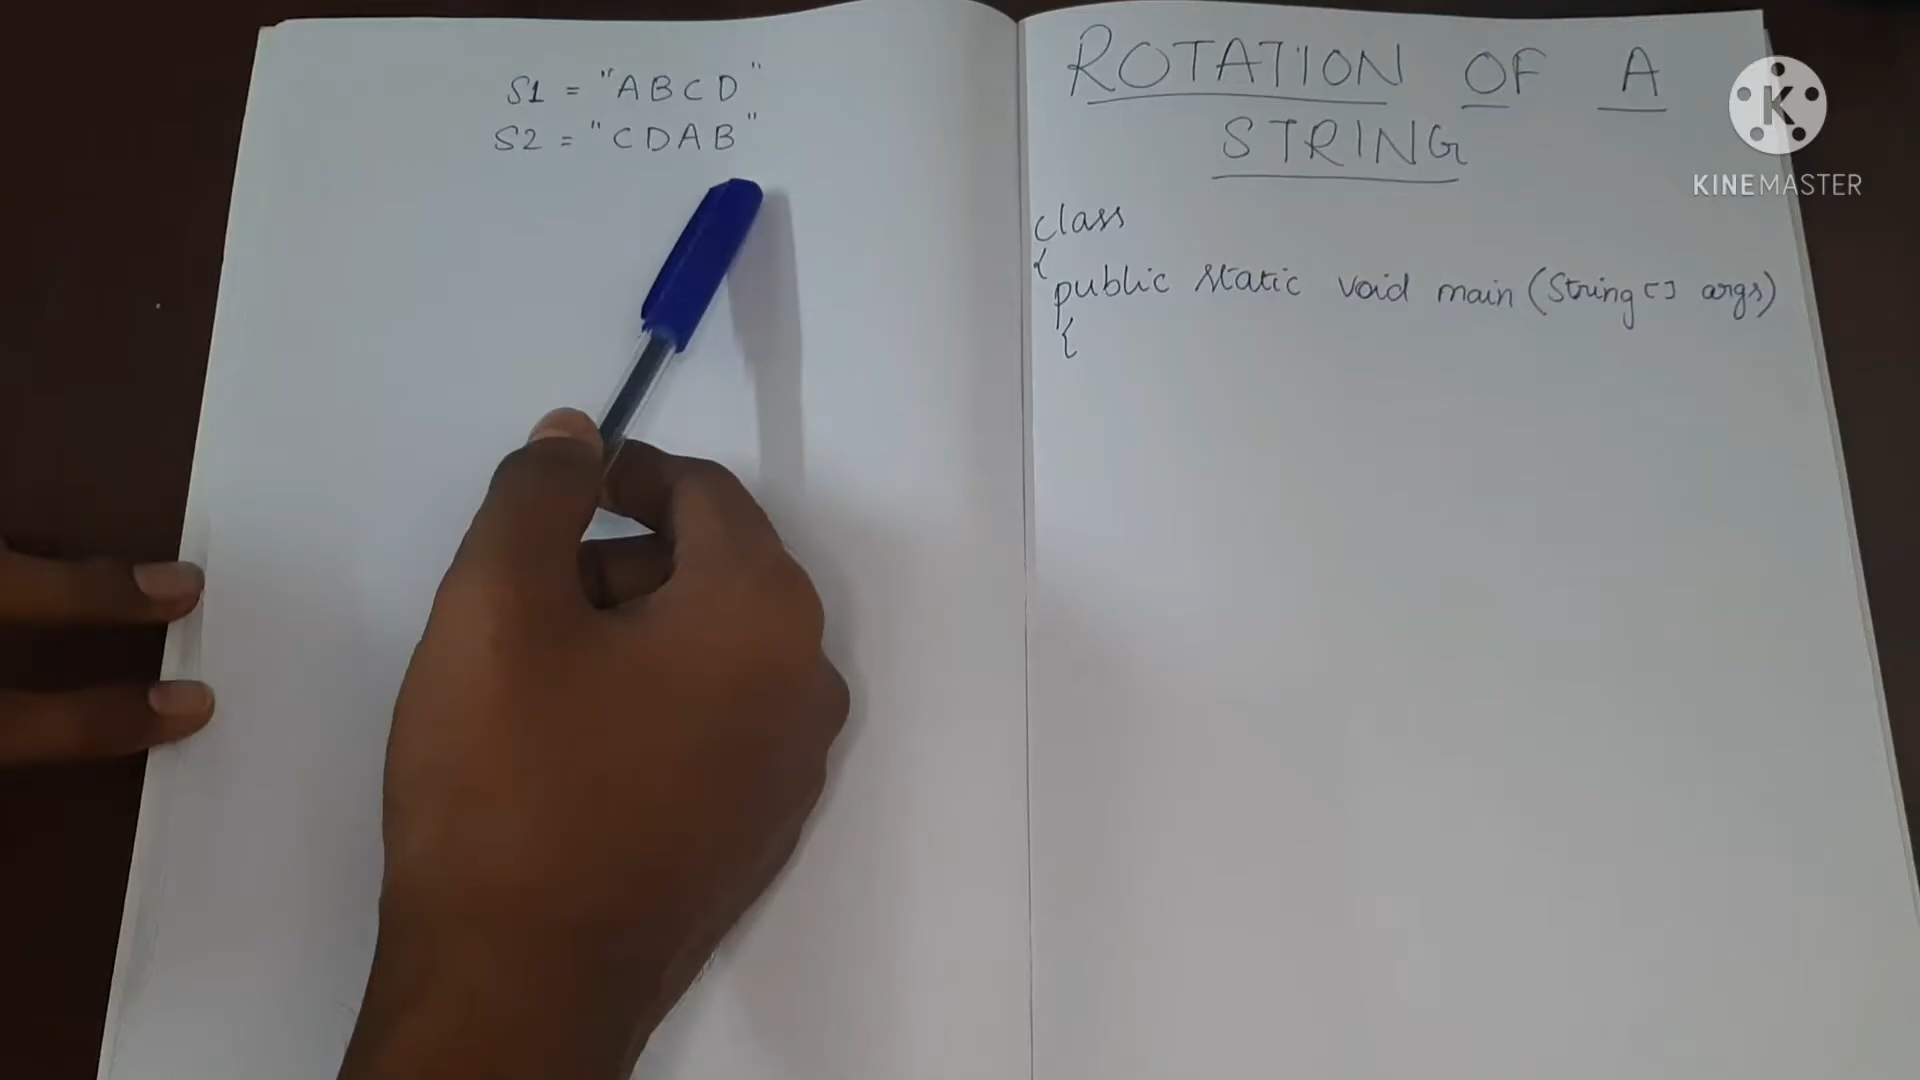 S1 = "ABCD"
S2 = "CDAB"
ROTATION OF A
STRING
class
{
public static void main (String [] args)
{
K
KINEMASTER